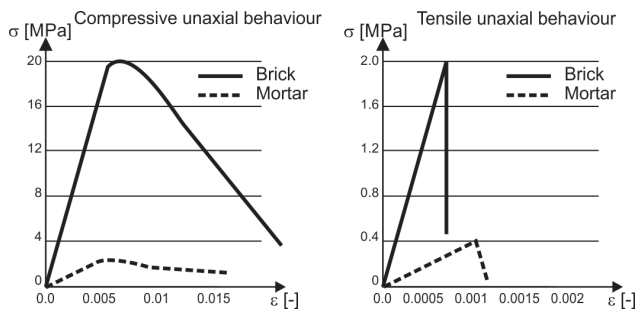 Compressive unaxial behaviour
σ [MPa]
20
16
12
8
4
0
Brick
Mortar
0.0 0.005 0.01 0.015 ε [-]
Tensile unaxial behaviour
σ [MPa]
2.0
1.6
1.2
0.8
0.4
0
Brick
Mortar
0.0 0.0005 0.001 0.0015 0.002 ε [-]